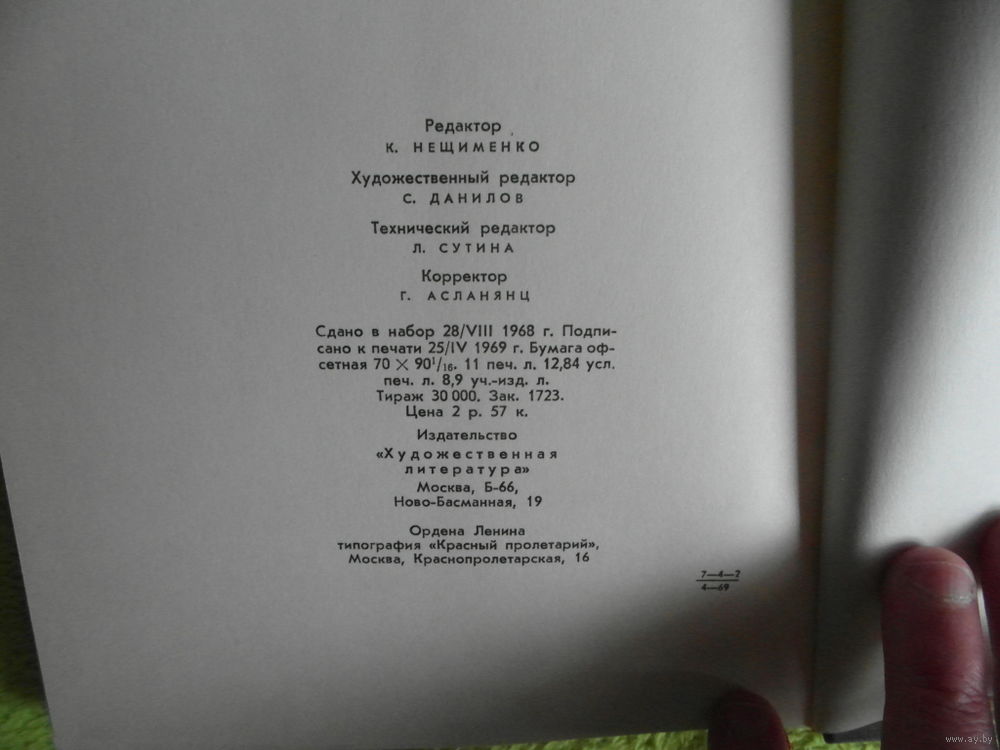 Редактор
К. НЕЩИМЕНКО
Художественный редактор
С. ДАНИЛОВ
Технический редактор
Л. СУТИНА
Корректор
Г. АСЛАНЯНЦ
Сдано в набор 28/VIII 1968 г. Подпи-
сано к печати 25/IV 1969 г. Бумага оф-
сетная 70 × 90¹/₁₆. 11 печ. л. 12,84 усл.
печ. л. 8,9 уч.-изд. л.
Тираж 30 000. Зак. 1723.
Цена 2 р. 57 к.
Издательство
«Художественная
литература»
Москва, Б-66,
Ново-Басманная, 19
Ордена Ленина
типография «Красный пролетарий»,
Москва, Краснопролетарская, 16
7—4—2
4—69
www.ay.by